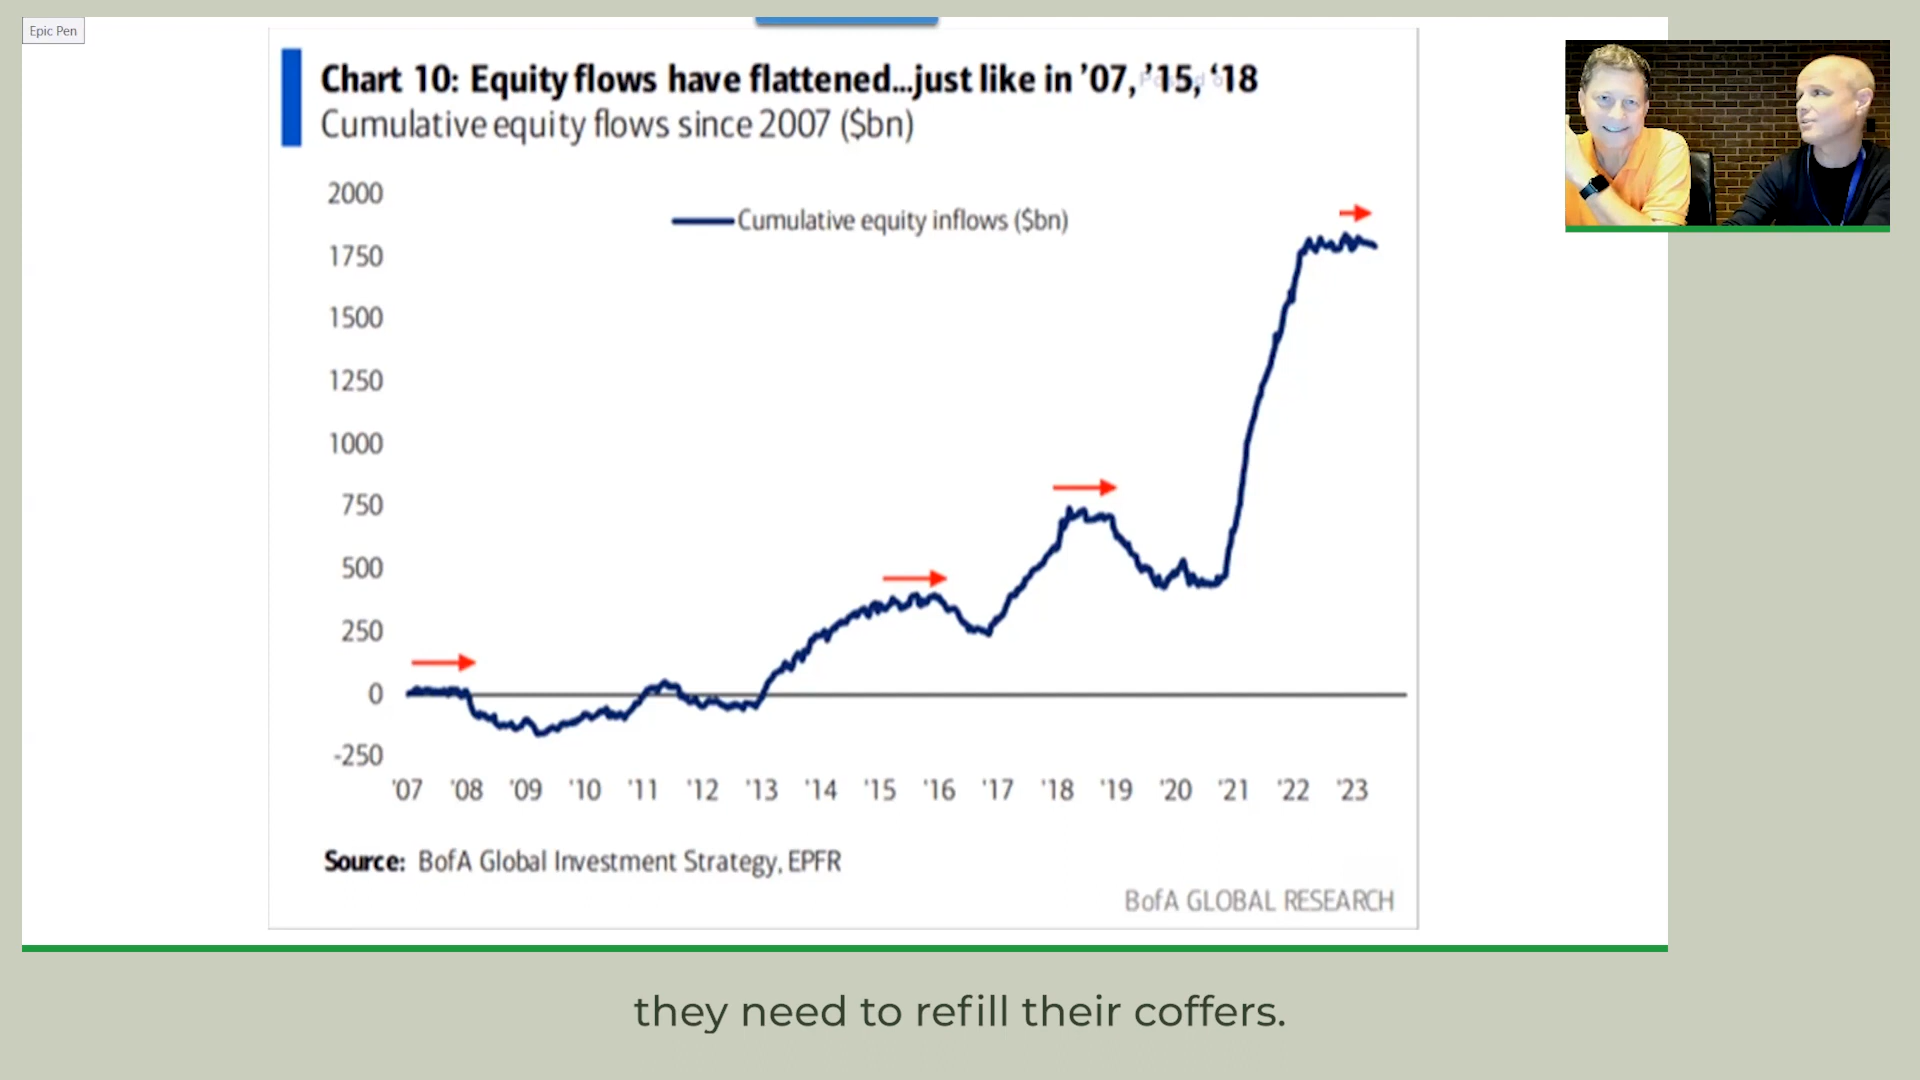 Epic Pen
Chart 10: Equity flows have flattened...just like in ’07, ’15, ‘18
Cumulative equity flows since 2007 ($bn)
2000
Cumulative equity inflows ($bn)
1750
1500
1250
1000
750
500
250
0
-250
'07 '08 '09 '10 '11 '12 '13 '14 '15 '16 '17 '18 '19 '20 '21 '22 '23
Source: BofA Global Investment Strategy, EPFR
BofA GLOBAL RESEARCH
they need to refill their coffers.